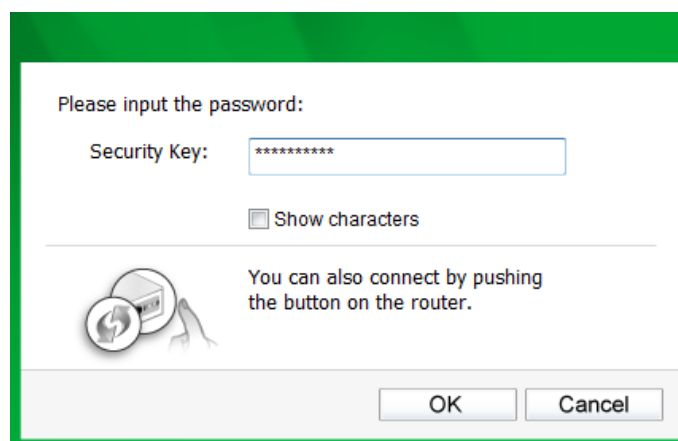 Please input the password:
Security Key: **********
Show characters
You can also connect by pushing
the button on the router.
OK Cancel